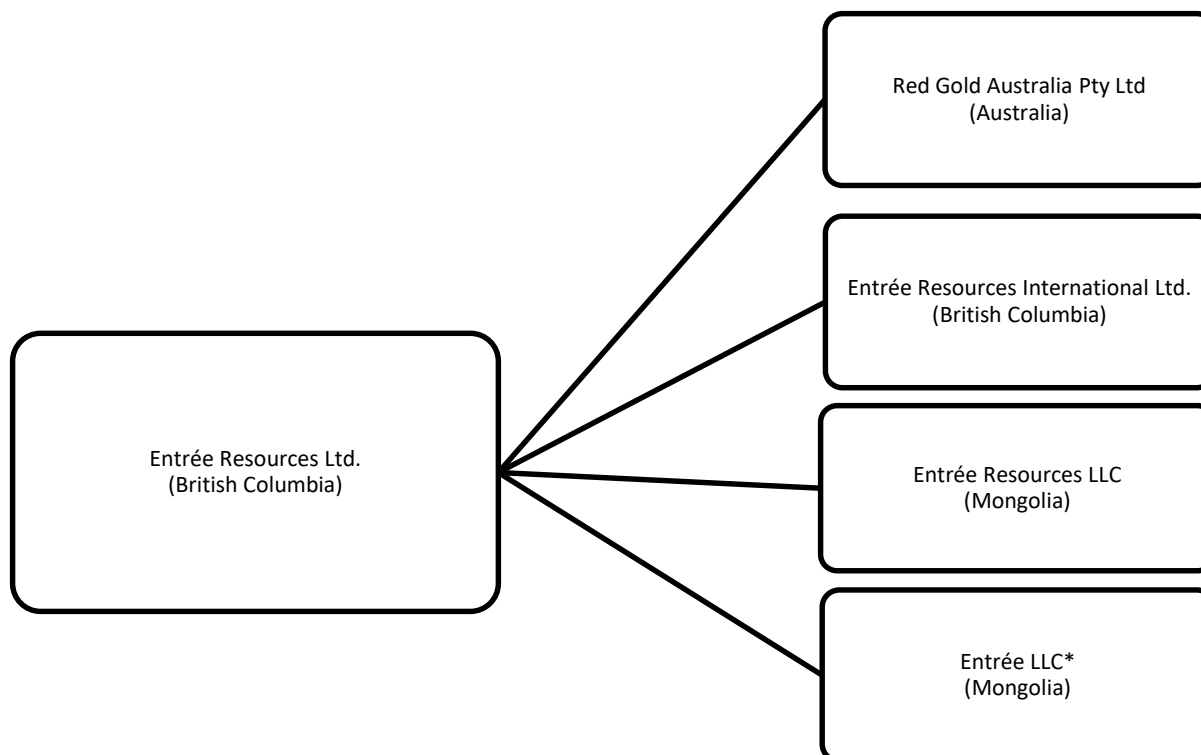 Red Gold Australia Pty Ltd
(Australia)
Entrée Resources International Ltd.
(British Columbia)
Entrée Resources Ltd.
(British Columbia)
Entrée Resources LLC
(Mongolia)
Entrée LLC*
(Mongolia)